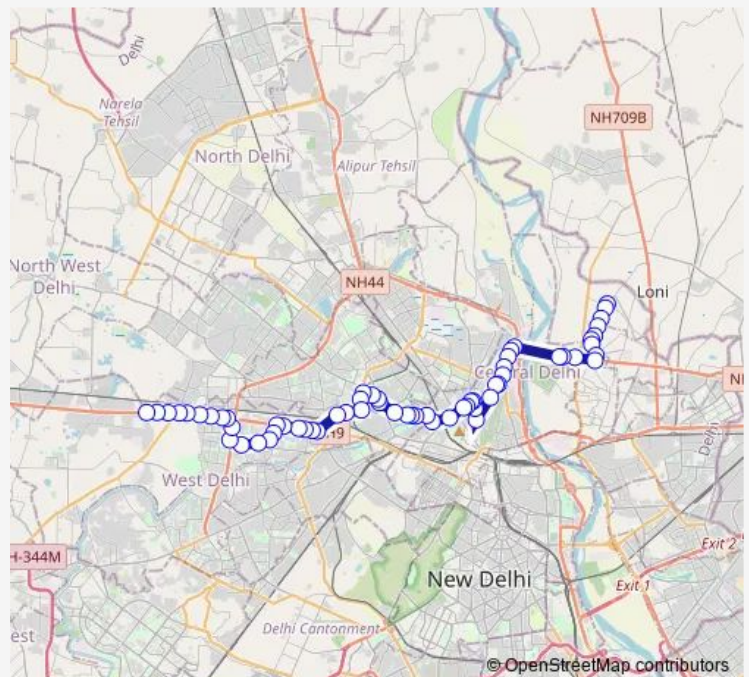 Delhi
Narela
Tehsil
NH709B
North Delhi
Alipur Tehsil
North West
Delhi
NH44
Loni
Central Delhi
West Delhi
Delhi
H-344M
New Delhi
Exit 2
Exit 1
Delhi Cantonment
est
© OpenStreetMap contributors